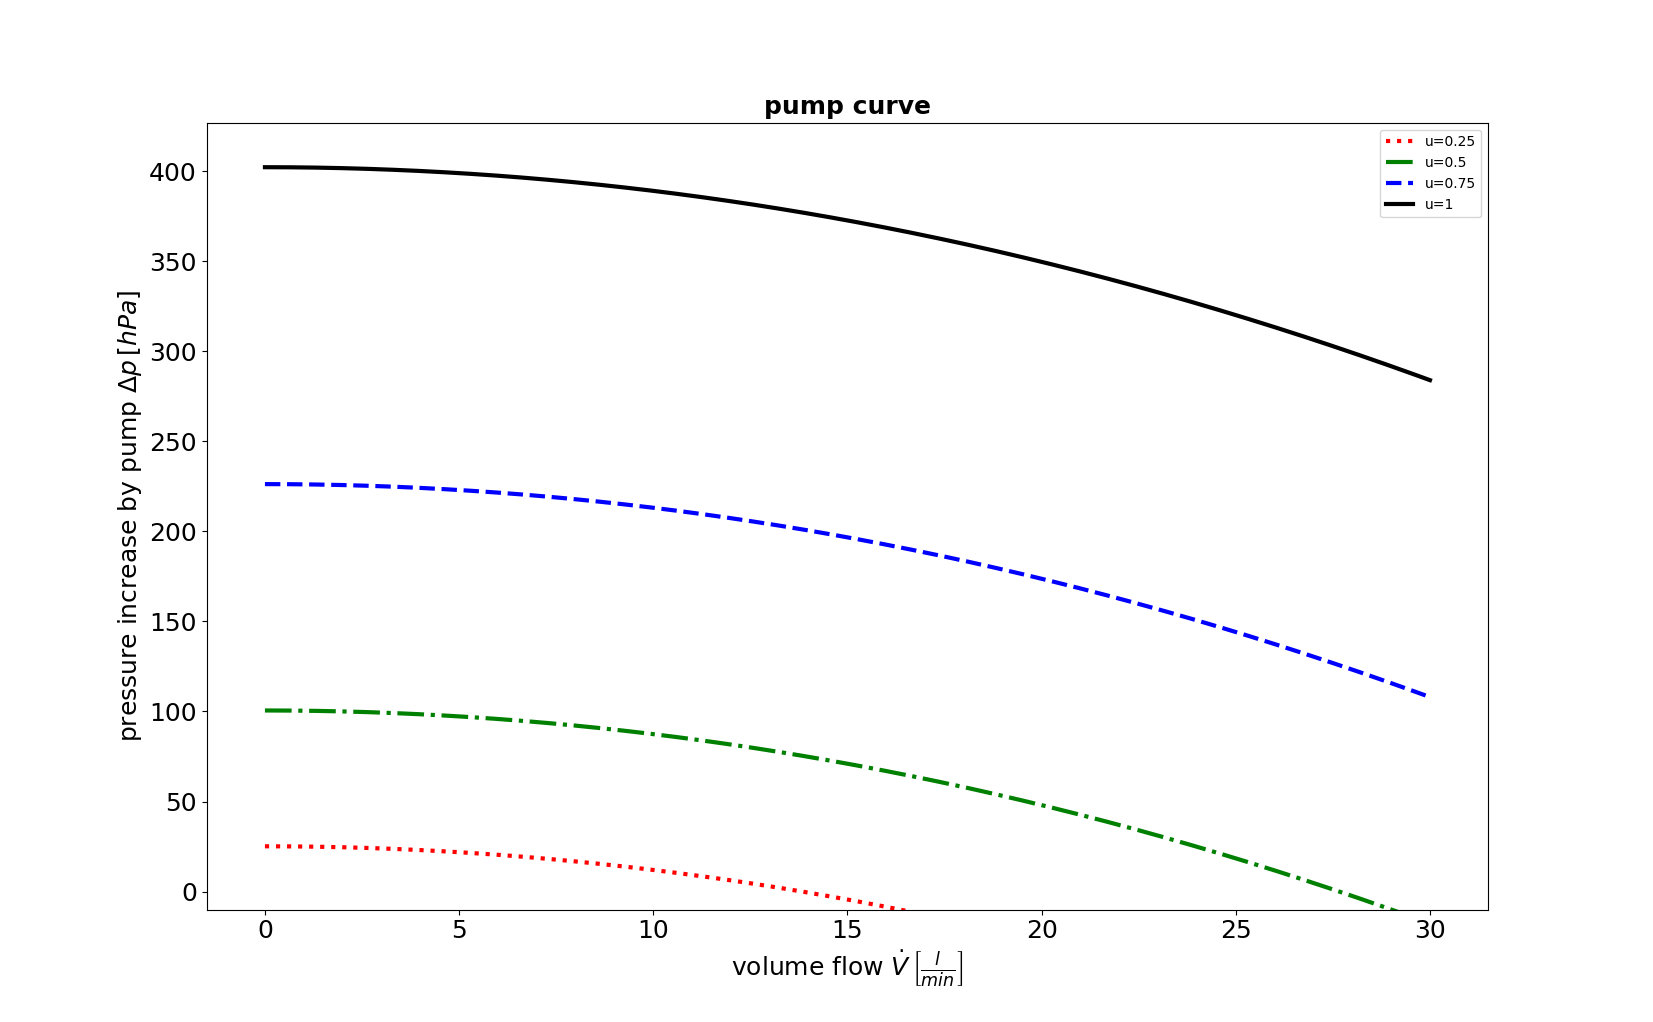 pump curve
u=0.25
u=0.5
u=0.75
u=1
400
350
300
250
200
150
100
50
0
pressure increase by pump Δp [hPa]
0 5 10 15 20 25 30
volume flow V̇ [l/min]